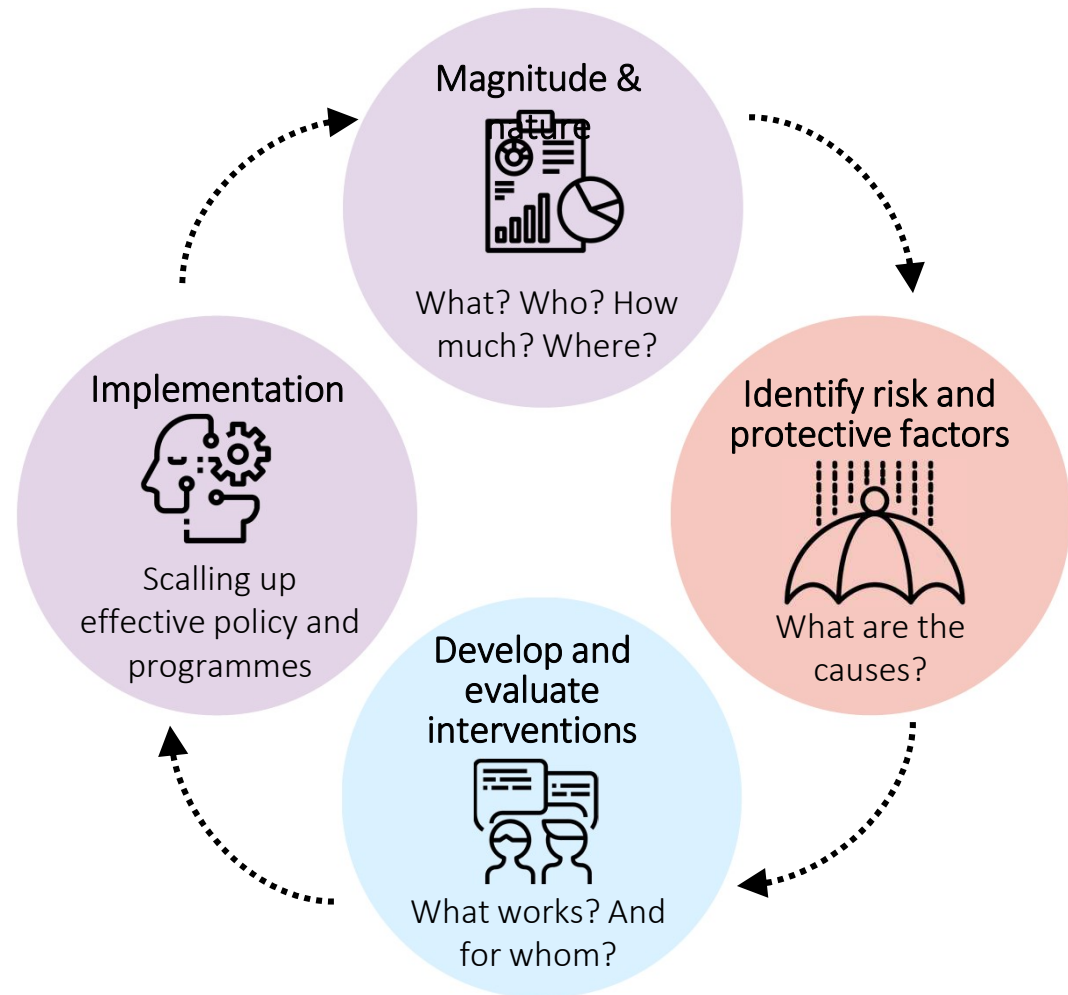 Magnitude &
nature
What? Who? How
much? Where?
Identify risk and
protective factors
What are the
causes?
Develop and
evaluate
interventions
What works? And
for whom?
Implementation
Scalling up
effective policy and
programmes